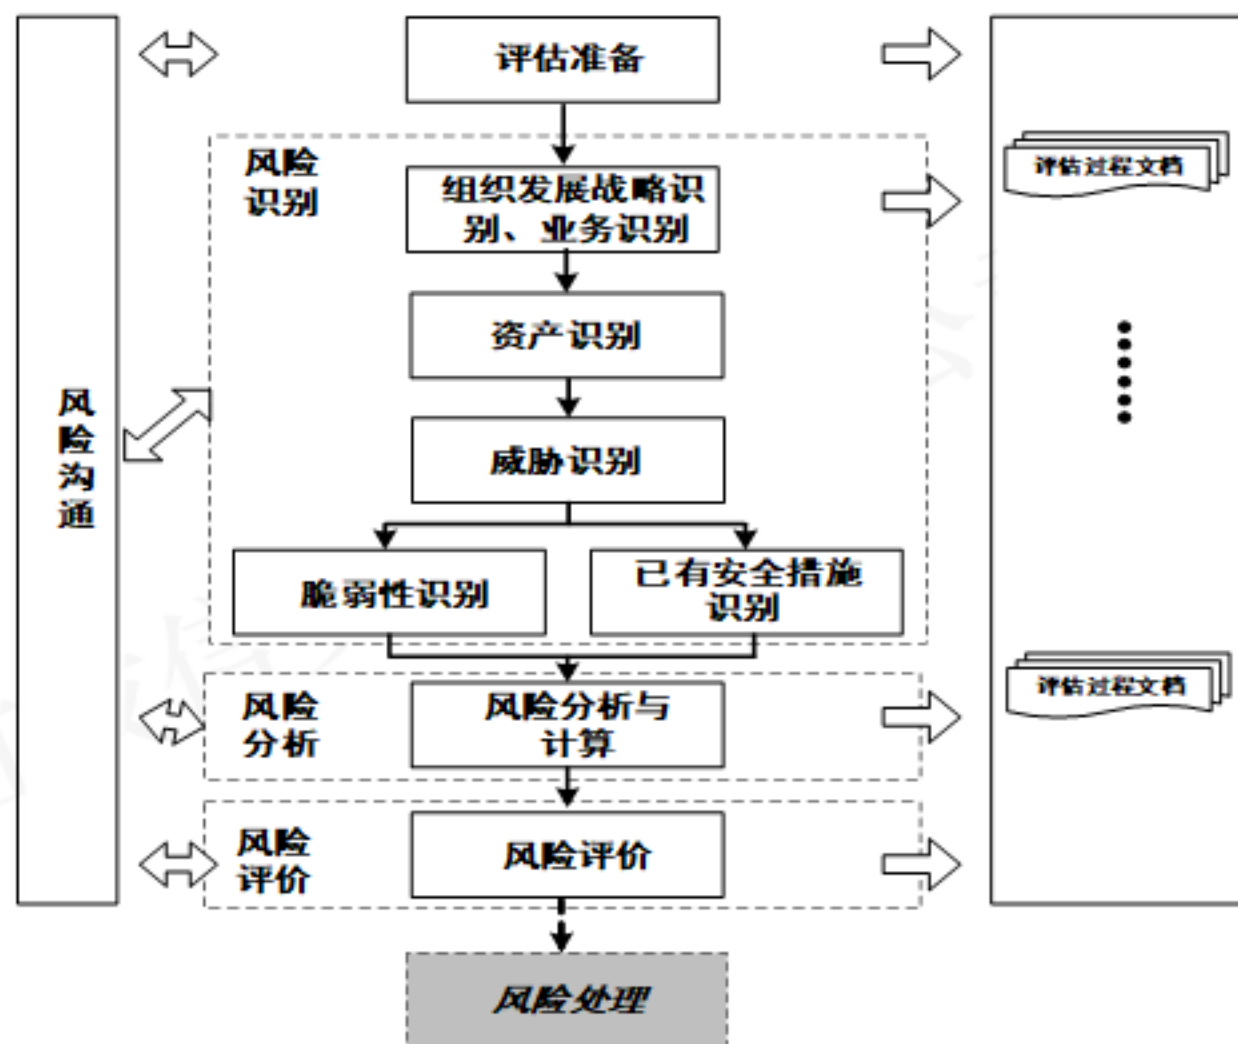 评估准备
风险
识别
组织发展战略识
别、业务识别
评估过程文档
资产识别
威胁识别
风
险
沟
通
脆弱性识别
已有安全措施
识别
风险
分析
风险分析与
计算
评估过程文档
风险
评价
风险评价
风险处理